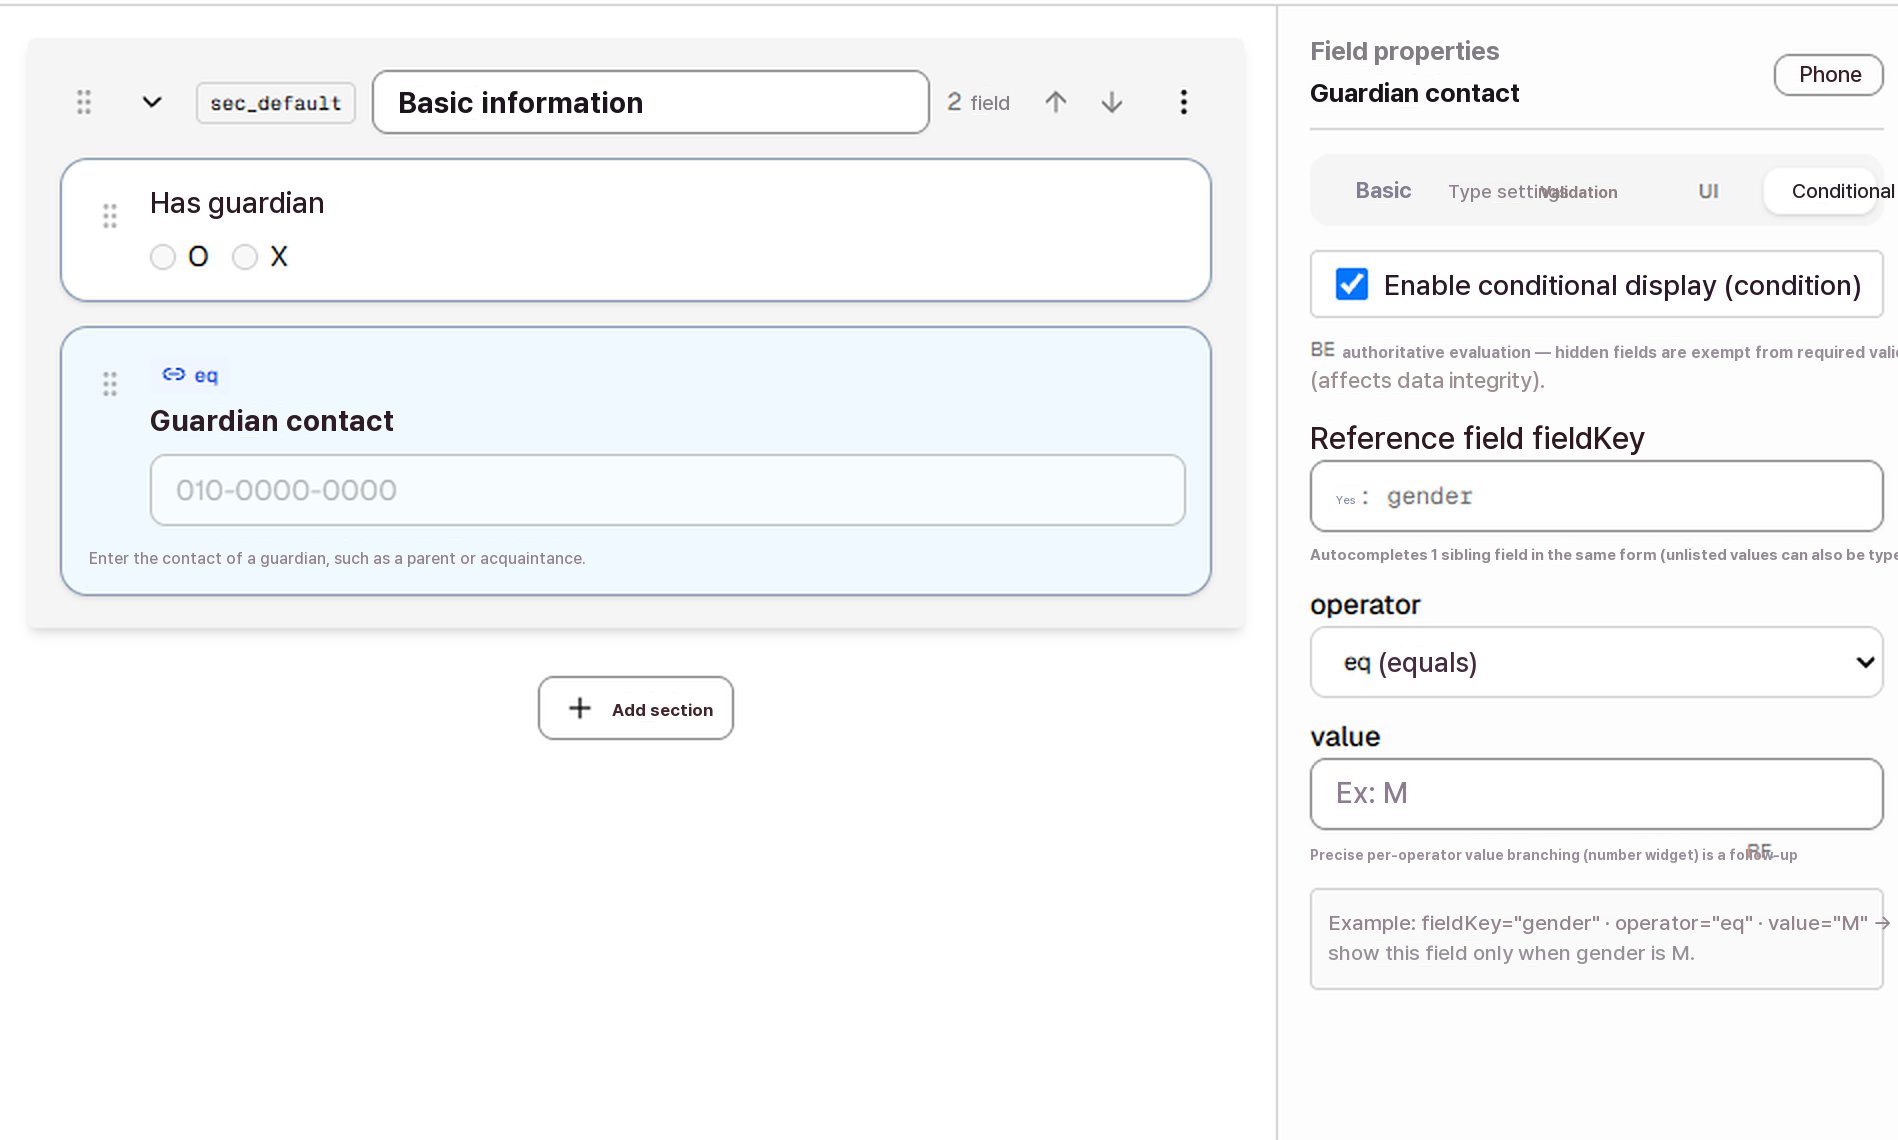 sec_default
Basic information
2 field
Has guardian
O X
eq
Guardian contact
010-0000-0000
Enter the contact of a guardian, such as a parent or acquaintance.
Add section
Field properties
Guardian contact
Phone
Basic Type settings Validation UI Conditional
Enable conditional display (condition)
BE authoritative evaluation — hidden fields are exempt from required
(affects data integrity).
Reference field fieldKey
Yes : gender
Autocompletes 1 sibling field in the same form (unlisted values can also be
operator
eq (equals)
value
Ex: M
Precise per-operator value branching (number widget) is a follow-up
Example: fieldKey="gender" · operator="eq" · value="M" →
show this field only when gender is M.